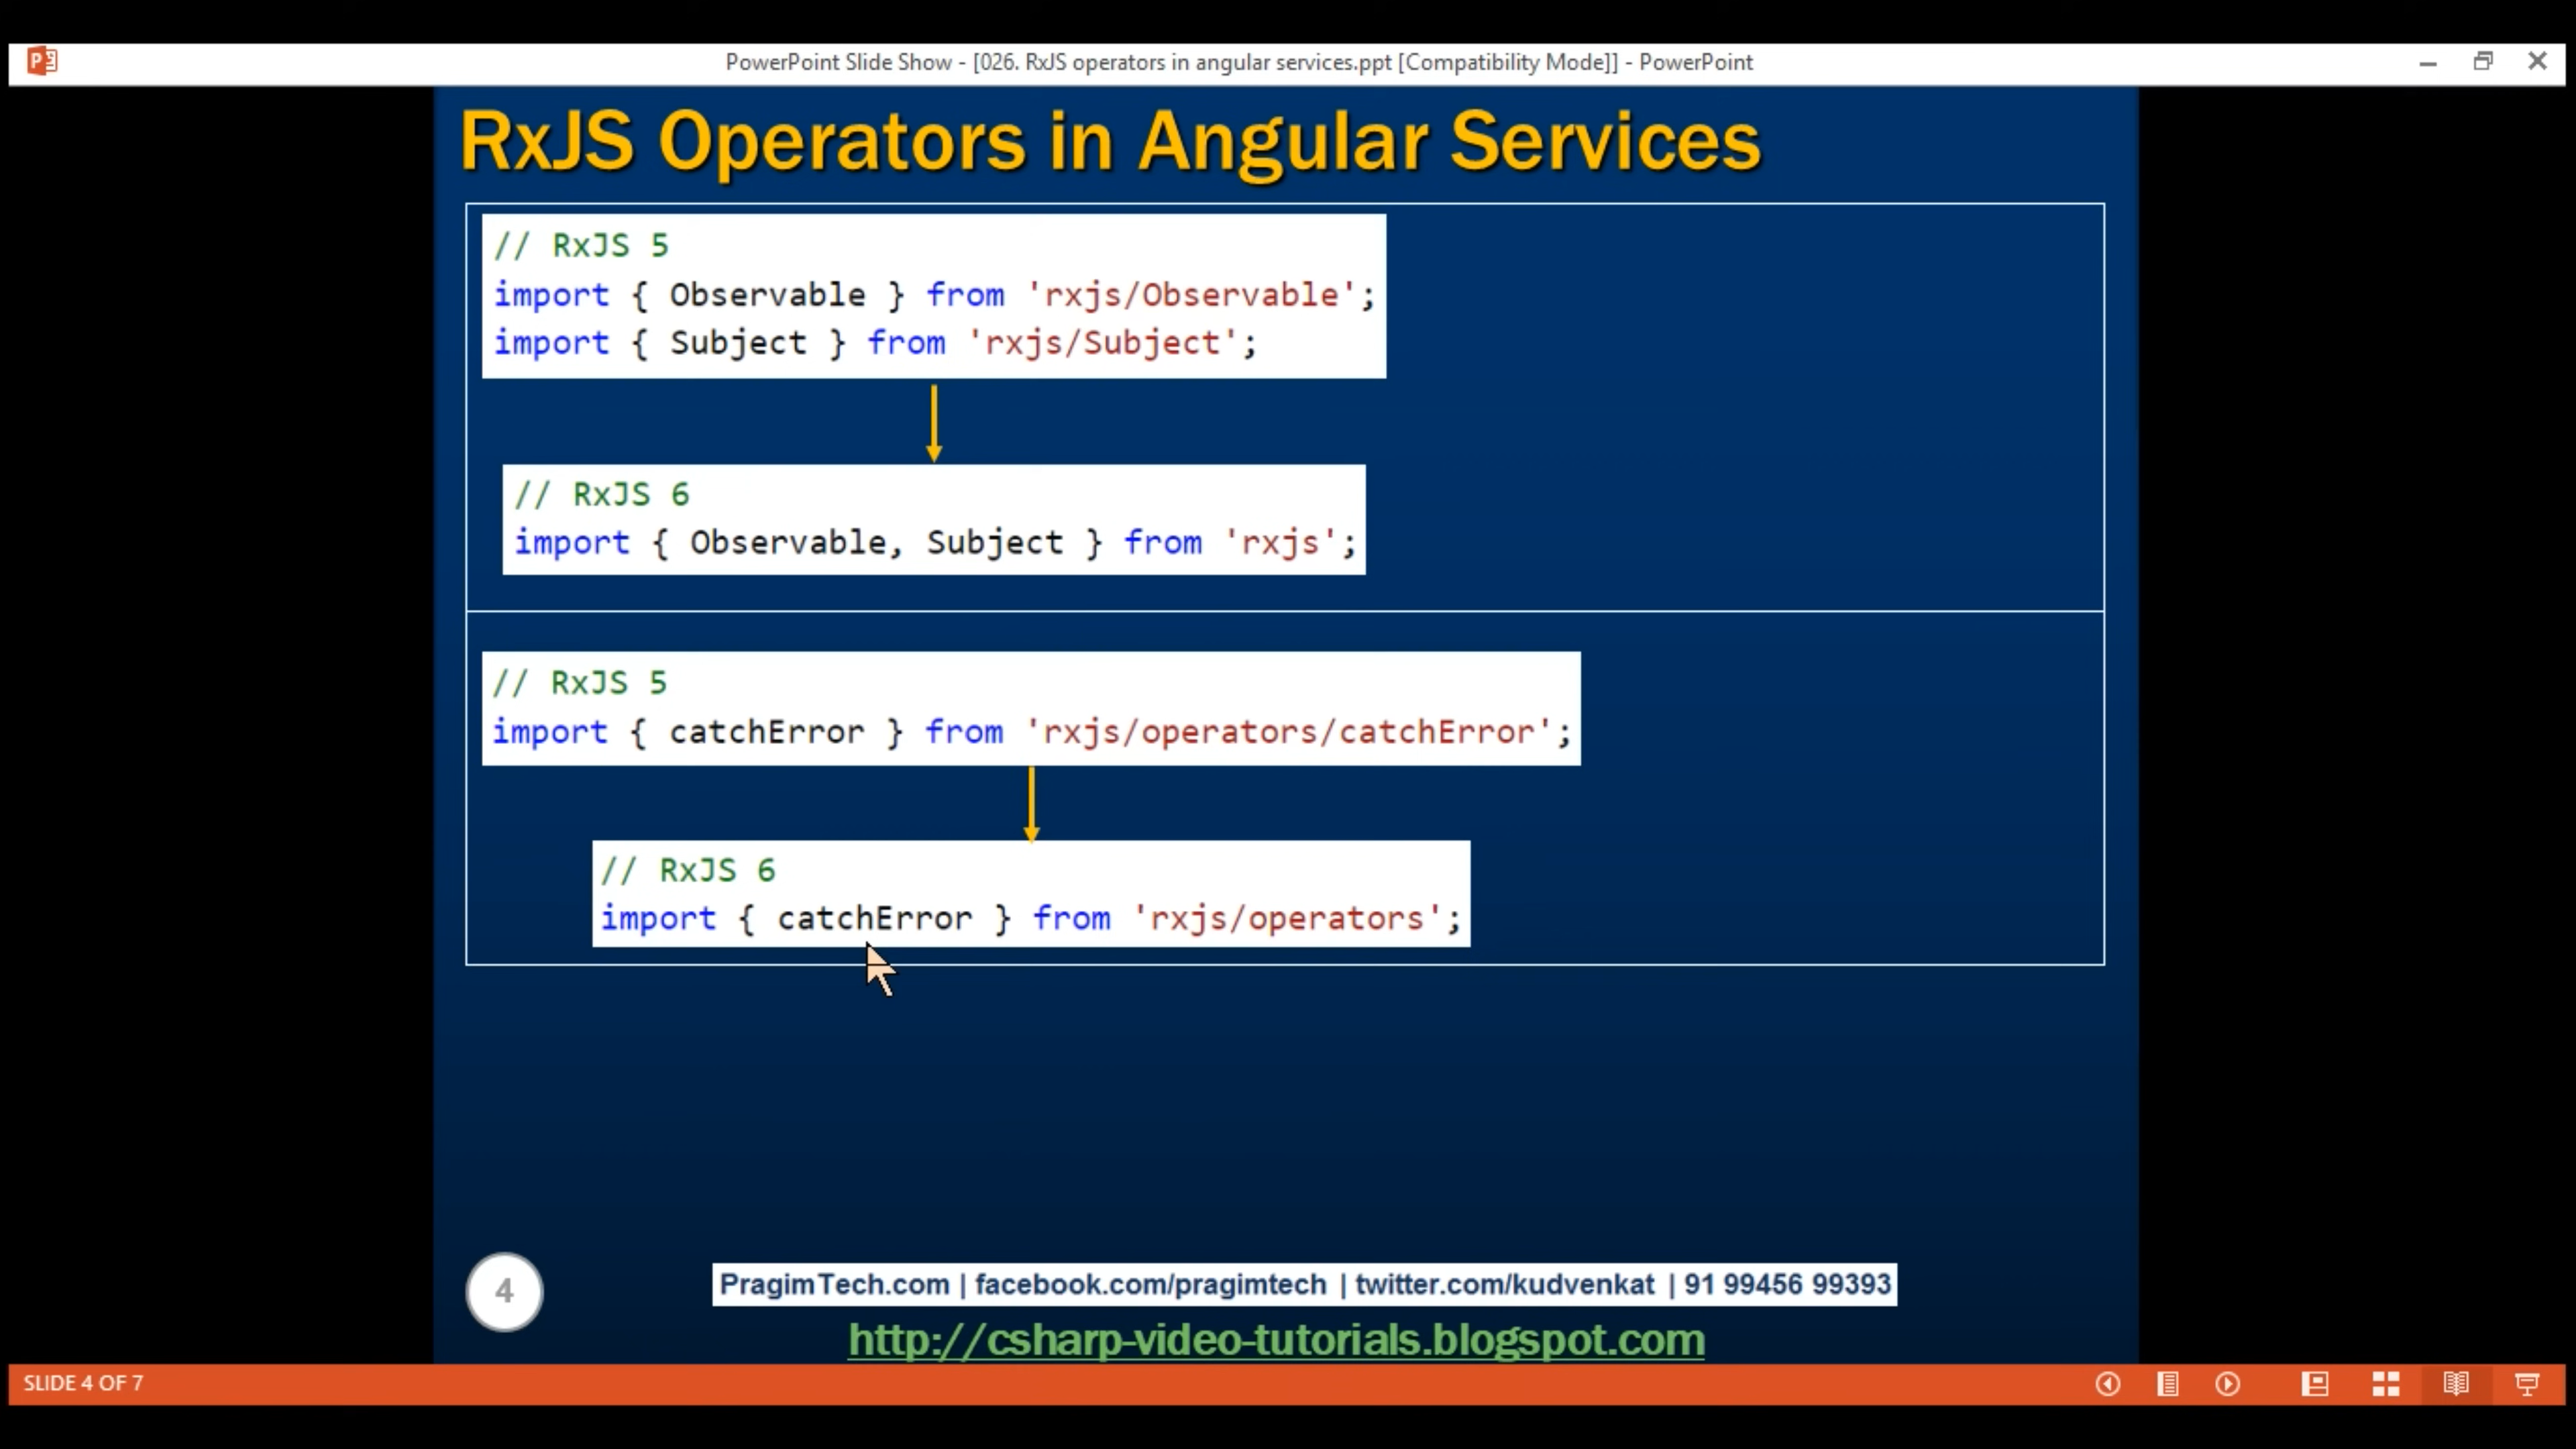 PowerPoint Slide Show - [026. RxJS operators in angular services.ppt [Compatibility Mode]] - PowerPoint
RxJS Operators in Angular Services
// RxJS 5
import { Observable } from 'rxjs/Observable';
import { Subject } from 'rxjs/Subject';
// RxJS 6
import { Observable, Subject } from 'rxjs';
// RxJS 5
import { catchError } from 'rxjs/operators/catchError';
// RxJS 6
import { catchError } from 'rxjs/operators';
4
PragimTech.com | facebook.com/pragimtech | twitter.com/kudvenkat | 91 99456 99393
http://csharp-video-tutorials.blogspot.com
SLIDE 4 OF 7